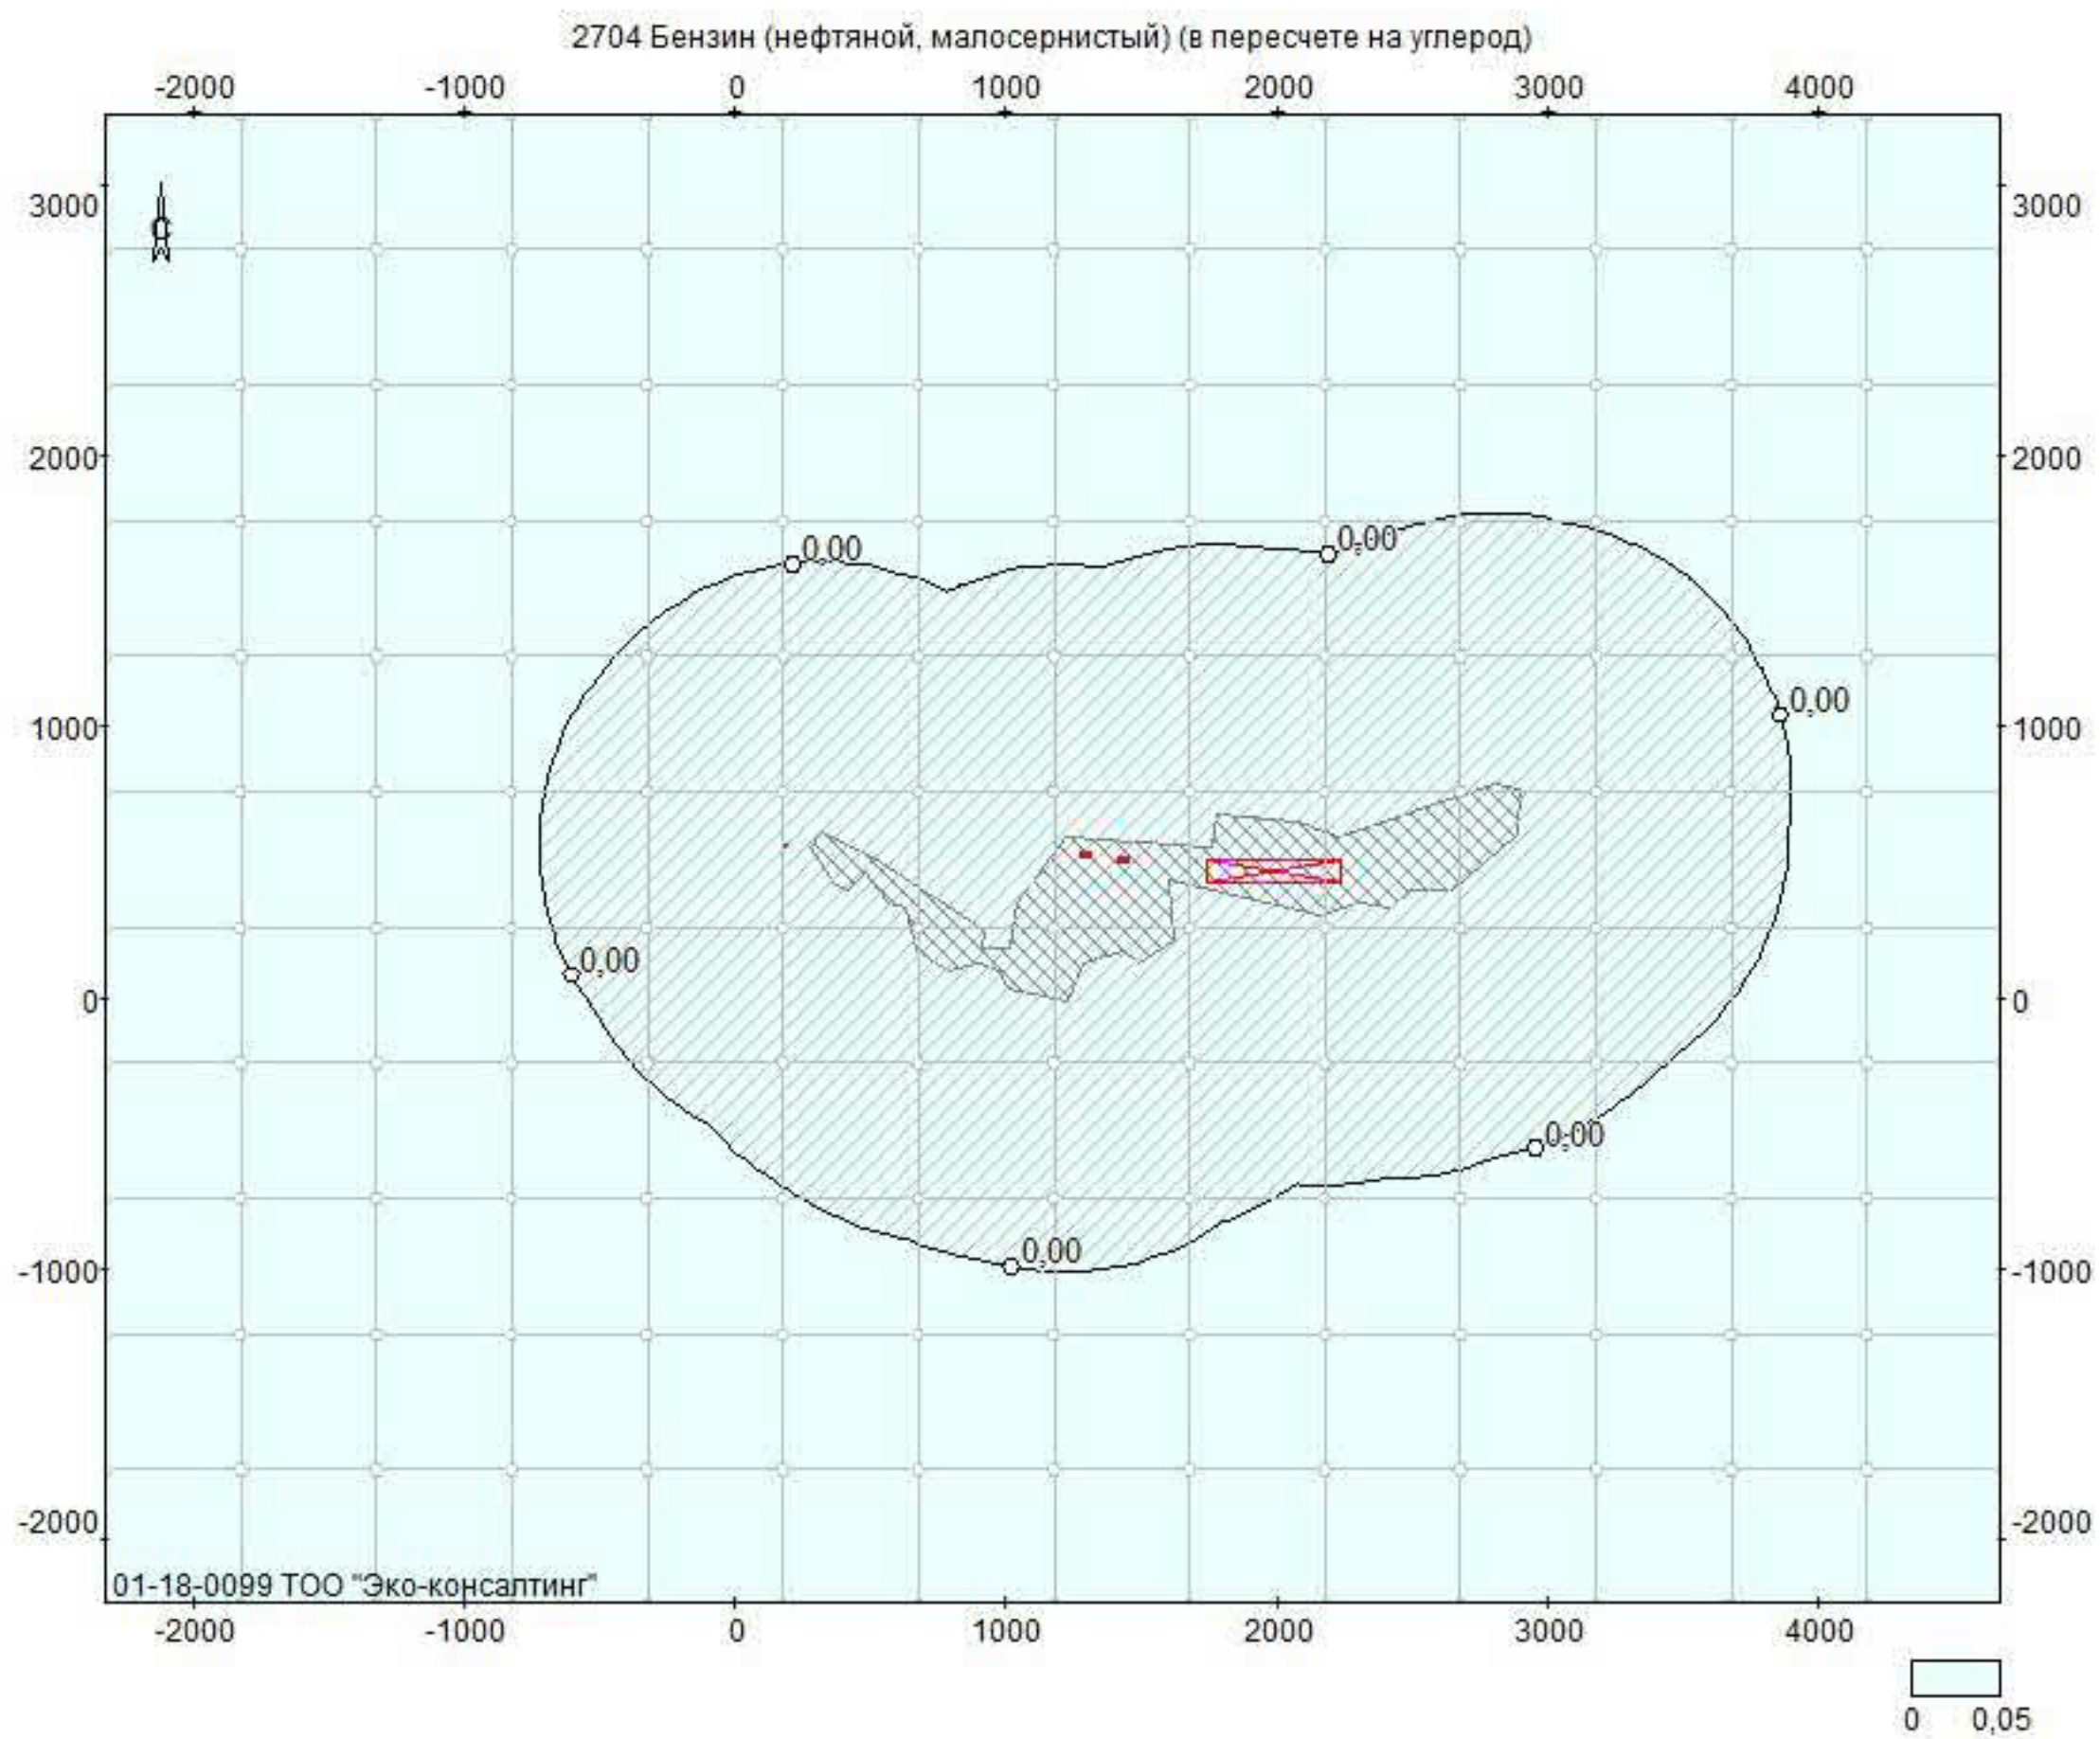 2704 Бензин (нефтяной, малосернистый) (в пересчете на углерод)
-2000 -1000 0 1000 2000 3000 4000
3000 3000
С
2000 2000
0,00 0,00
0,00
1000 1000
0,00
0 0
0,00
0,00
-1000 -1000
-2000 -2000
01-18-0099 ТОО "Эко-консалтинг"
-2000 -1000 0 1000 2000 3000 4000
0 0,05